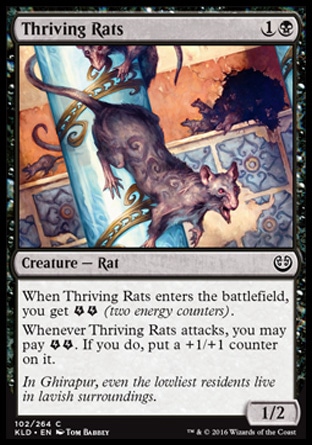 Thriving Rats 1
Creature — Rat
When Thriving Rats enters the battlefield,
you get (two energy counters).
Whenever Thriving Rats attacks, you may
pay . If you do, put a +1/+1 counter
on it.
In Ghirapur, even the lowliest residents live
in lavish surroundings.
1/2
102/264 C
KLD • EN Tom Babbey ™ & © 2016 Wizards of the Coast